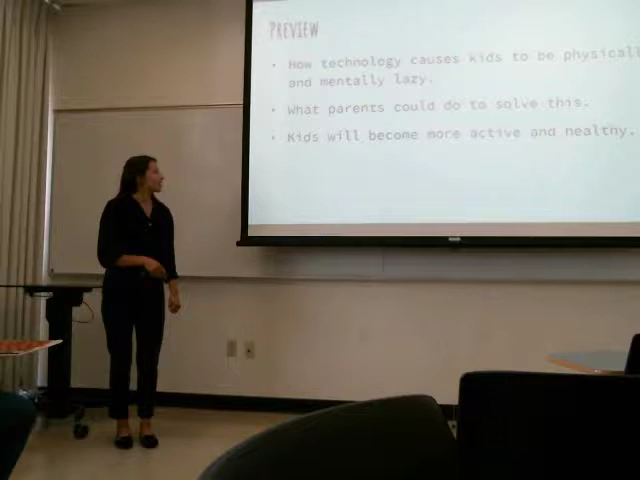 PREVIEW
• How technology causes kids to be physicall
and mentally lazy.
• What parents could do to solve this.
• Kids will become more active and healthy.